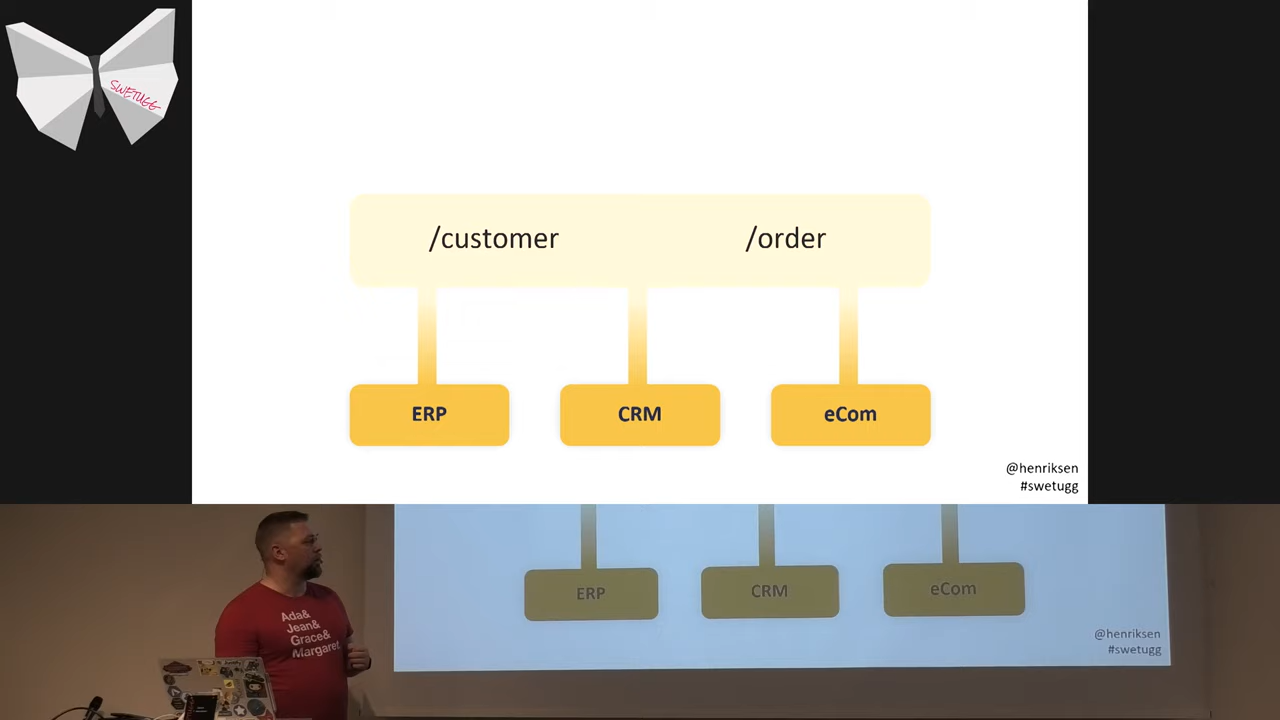 SWETUGG
/customer
/order
ERP
CRM
eCom
@henriksen
#swetugg
Ada&
Jean&
Grace&
Margaret.
ERP
CRM
eCom
@henriksen
#swetugg